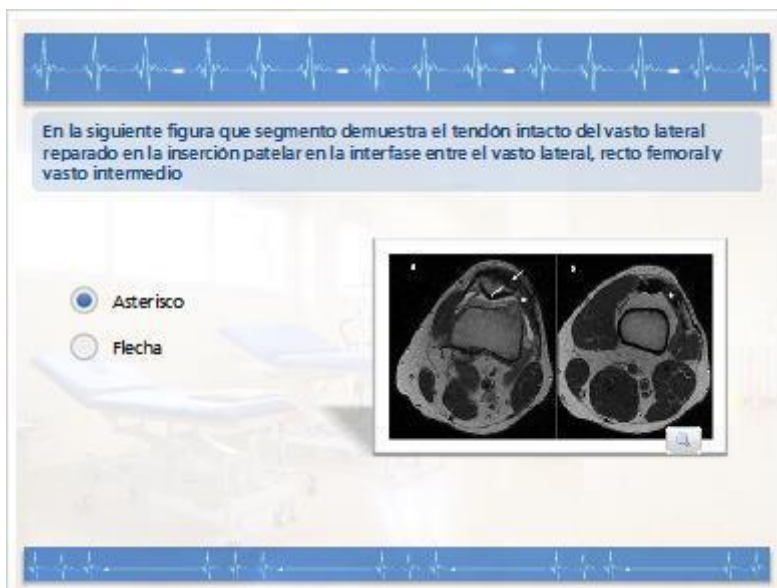 En la siguiente figura que segmento demuestra el tendón intacto del vasto lateral
reparado en la inserción patelar en la interfase entre el vasto lateral, recto femoral y
vasto intermedio
Asterisco
Flecha